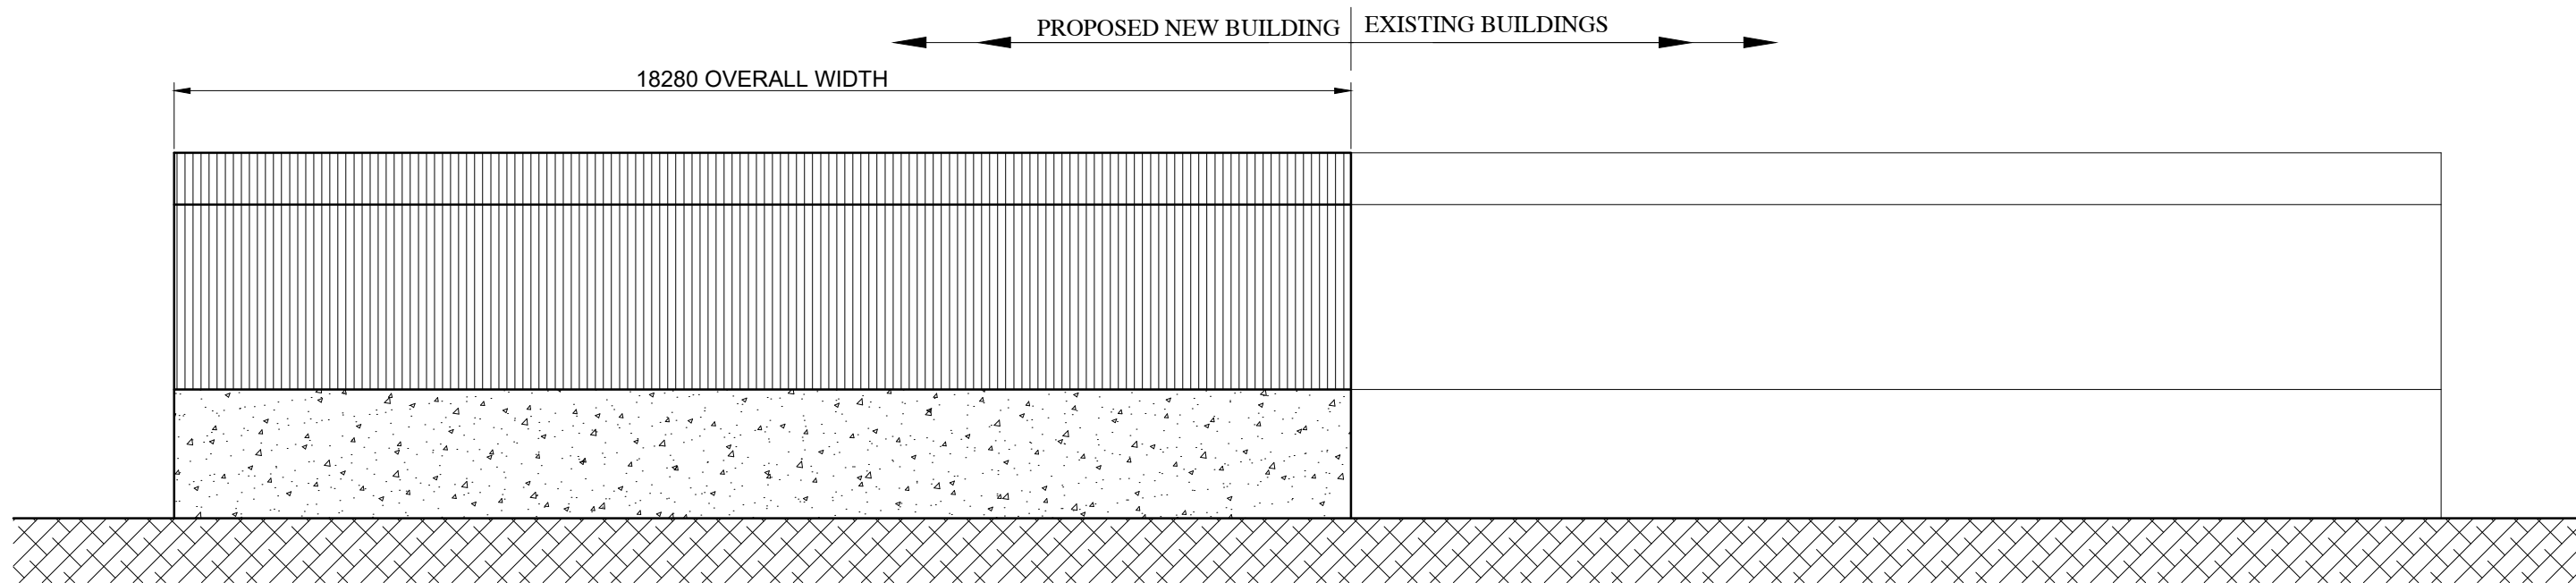 PROPOSED NEW BUILDING
EXISTING BUILDINGS
18280 OVERALL WIDTH